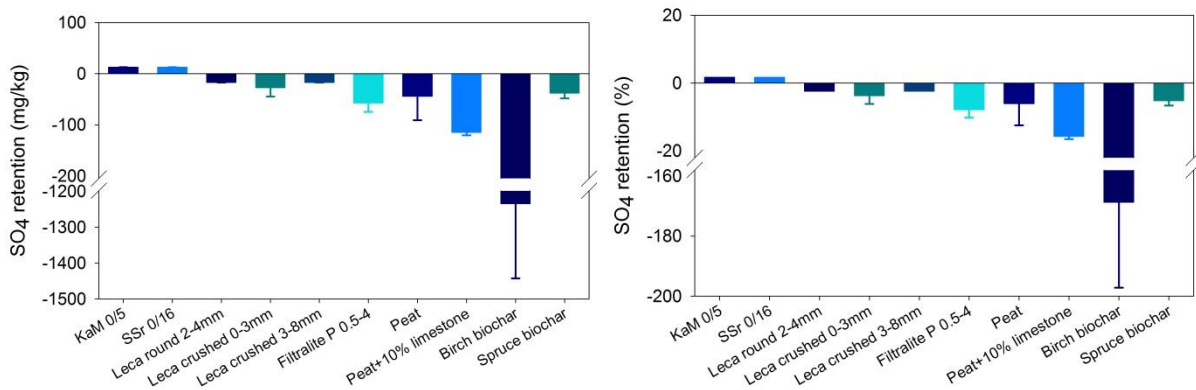 SO4 retention (mg/kg)
100
0
-100
-200
-1200
-1300
-1400
-1500
KaM 0/5
SSr 0/16
Leca round 2-4mm
Leca crushed 0-3mm
Leca crushed 3-8mm
Filtralite P 0.5-4
Peat
Peat+10% limestone
Birch biochar
Spruce biochar
SO4 retention (%)
20
0
-20
-160
-180
-200
KaM 0/5
SSr 0/16
Leca round 2-4mm
Leca crushed 0-3mm
Leca crushed 3-8mm
Filtralite P 0.5-4
Peat
Peat+10% limestone
Birch biochar
Spruce biochar